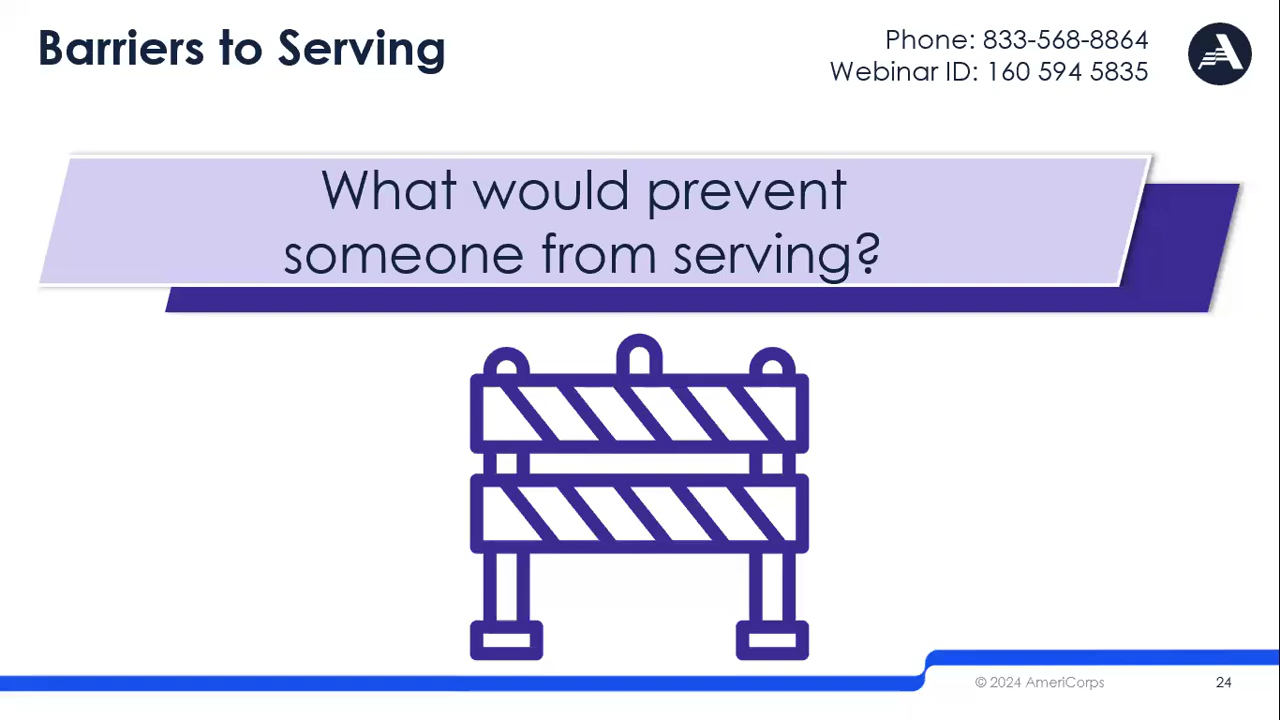 Barriers to Serving
Phone: 833-568-8864
Webinar ID: 160 594 5835
What would prevent
someone from serving?
© 2024 AmeriCorps
24